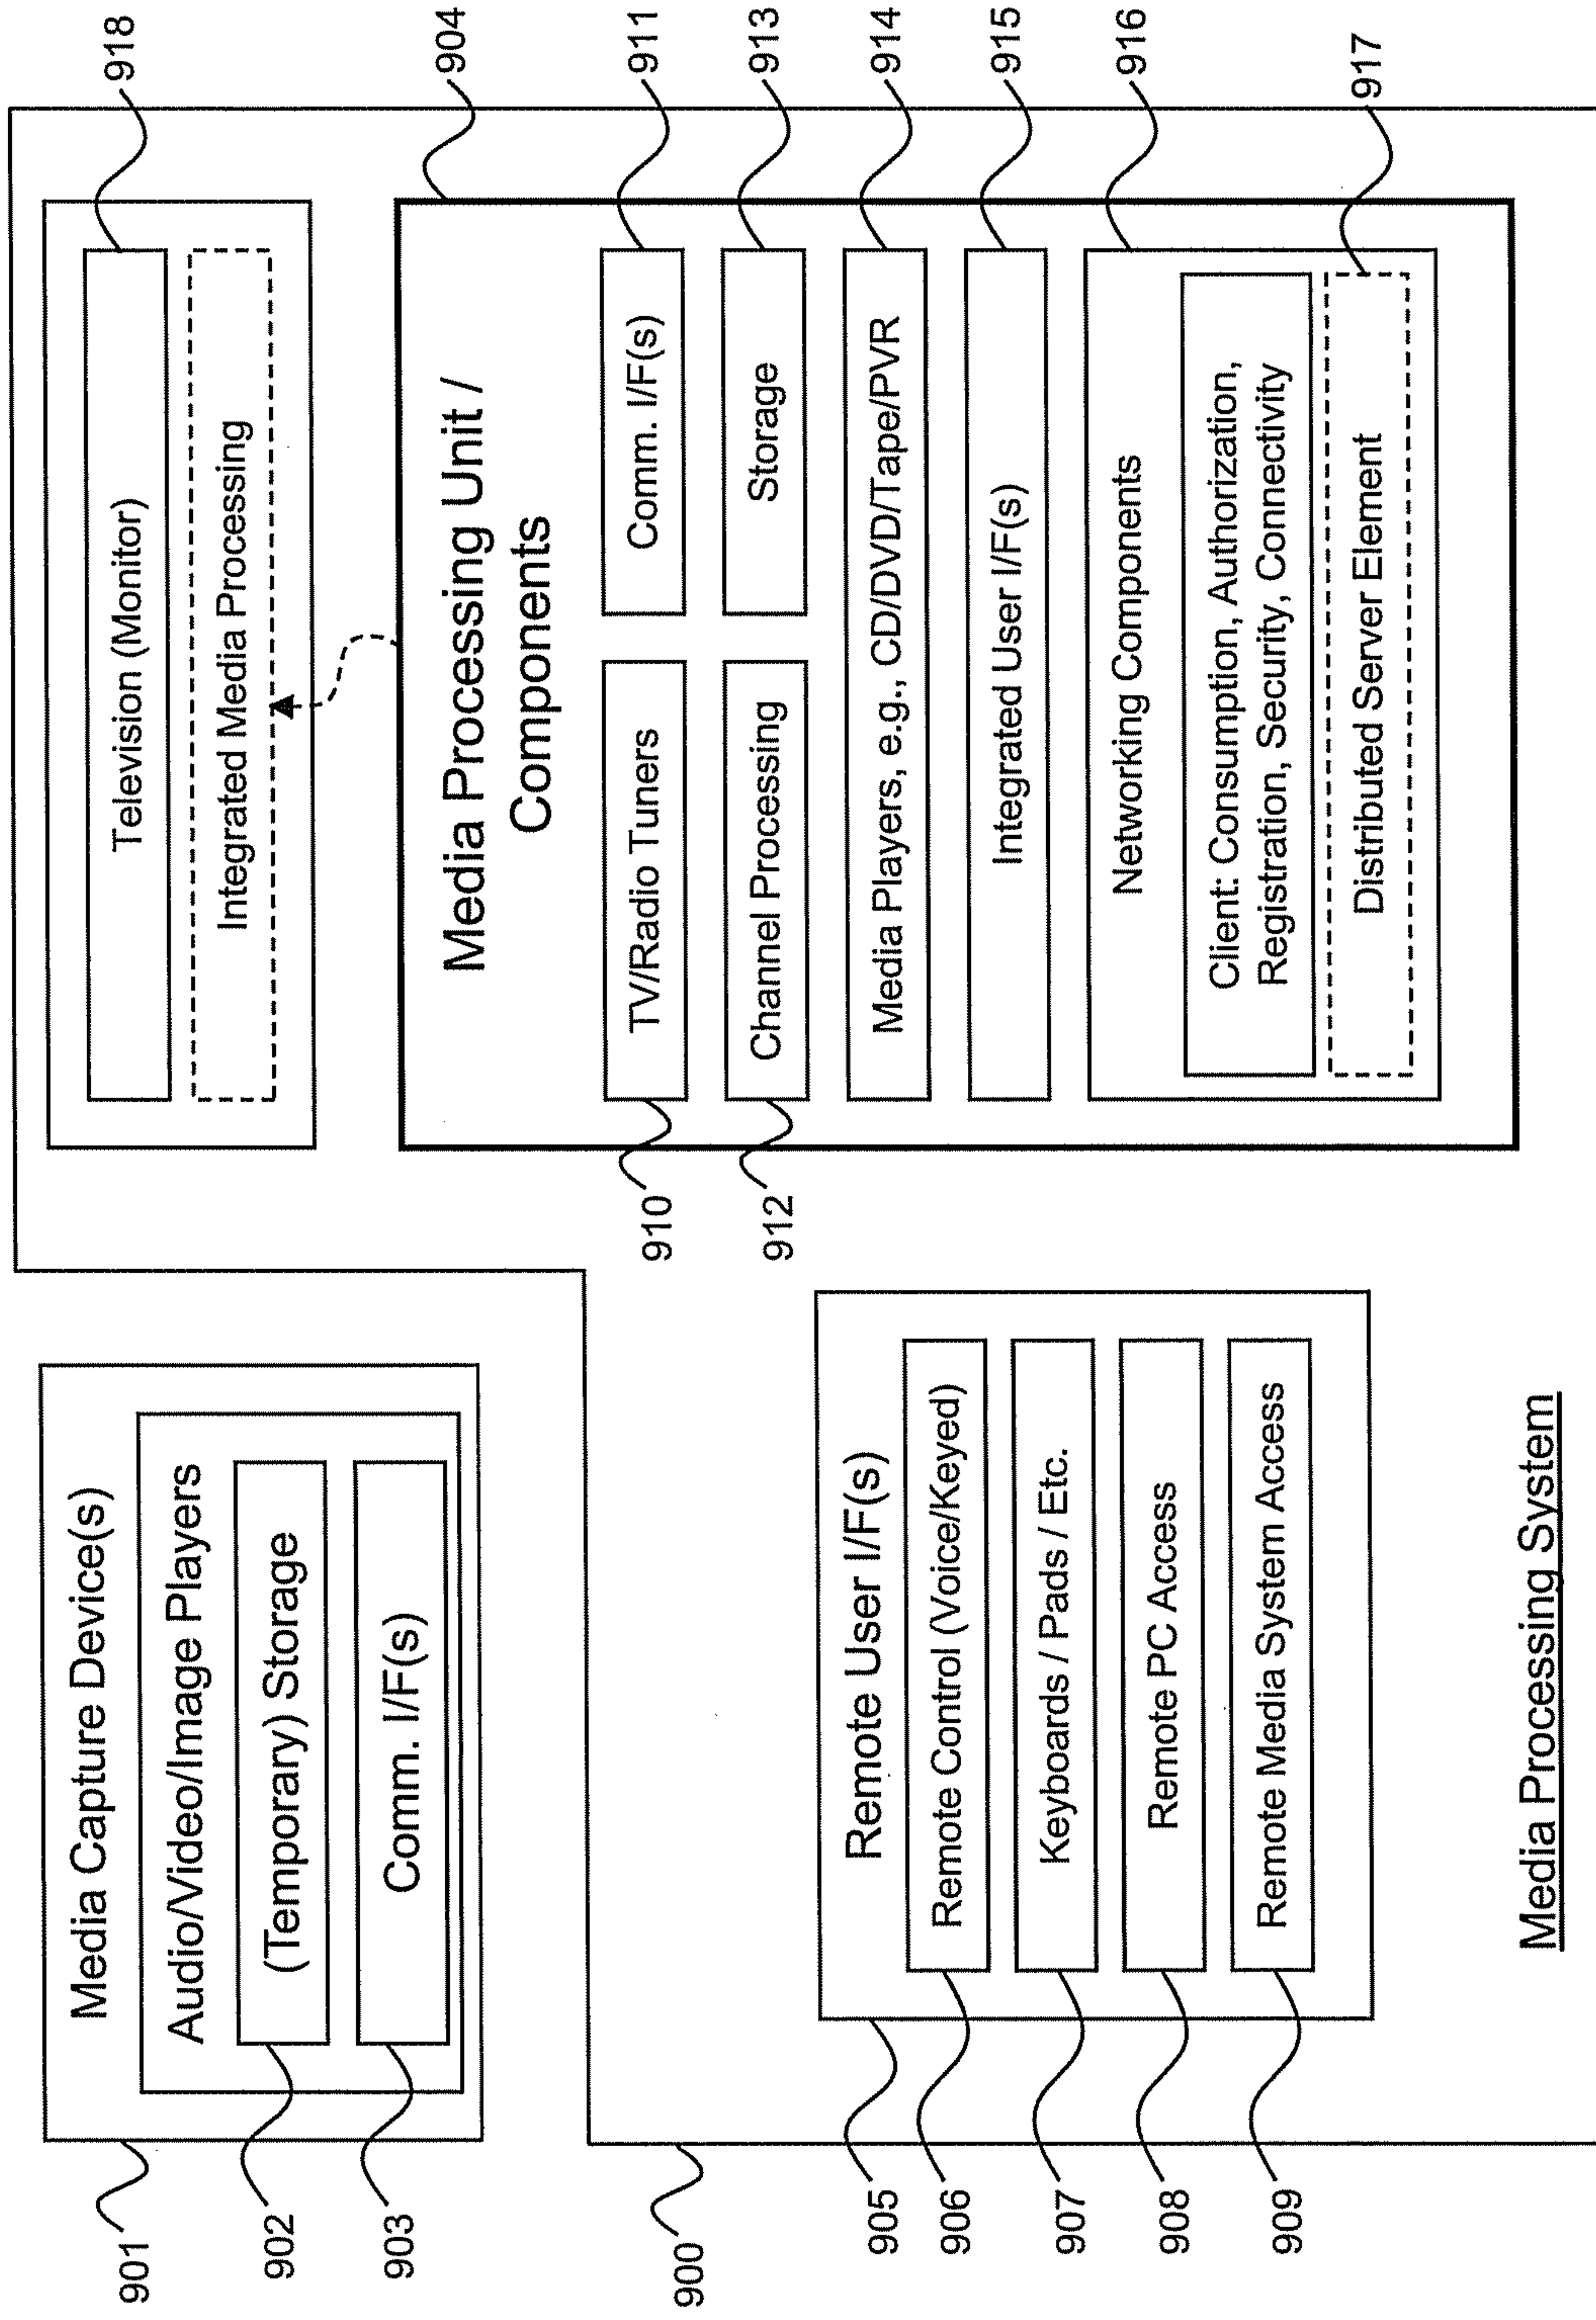 901
Media Capture Device(s)
Audio/Video/Image Players
902
(Temporary) Storage
903
Comm. I/F(s)
900
905
Remote User I/F(s)
906
Remote Control (Voice/Keyed)
907
Keyboards / Pads / Etc.
908
Remote PC Access
909
Remote Media System Access
Media Processing System
918
Television (Monitor)
Integrated Media Processing
904
Media Processing Unit /
Components
910
TV/Radio Tuners
Comm. I/F(s)
911
912
Channel Processing
Storage
913
Media Players, e.g., CD/DVD/Tape/PVR
914
Integrated User I/F(s)
915
Networking Components
916
Client: Consumption, Authorization,
Registration, Security, Connectivity
Distributed Server Element
917